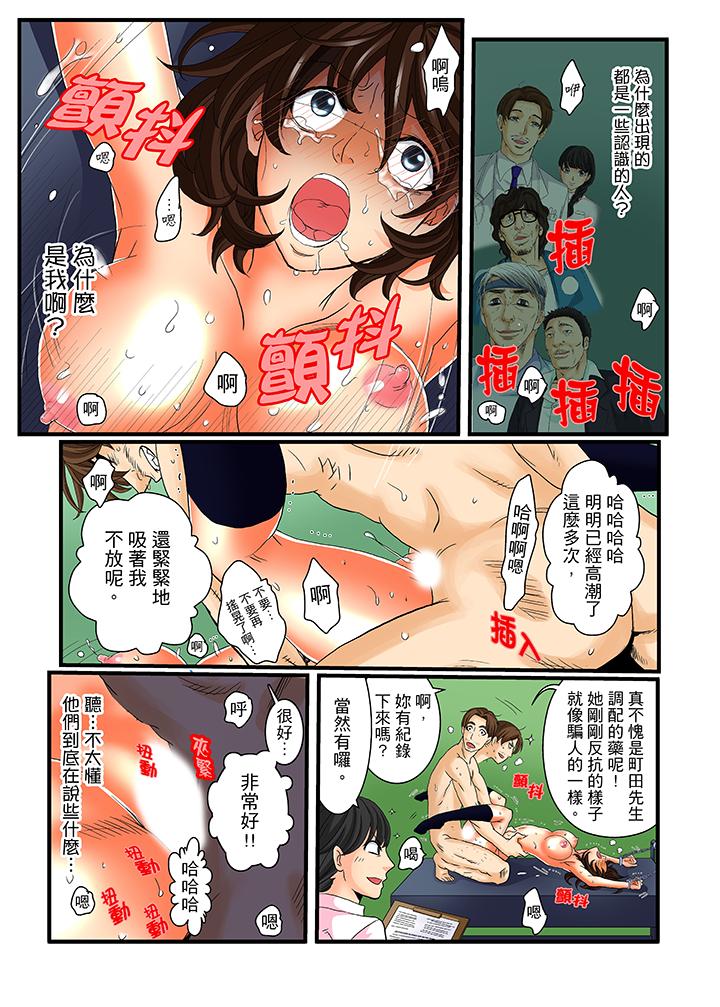 為什麼出現的
都是一些認識的人？
咿
插
啊
插
插
插
啊
啊
啊嗚
顫抖
嗯
…嗯
為什麼
是我啊？
顫抖
啊
啊
哈哈哈哈
明明已經高潮了
這麼多次，
哈啊啊嗯
插入
啊
還緊緊地
吸著我
不放呢。
不要…
不要再
搖晃了啊…
啊
啊
真不愧是町田先生
調配的藥呢！
她剛剛反抗的樣子
就像騙人的一樣。
啊，
妳有紀錄
下來嗎？
當然有囉。
顫抖
喝
顫抖
嗯
很好…
呼
非常好!!
夾緊
扭動
聽…不太懂
他們到底在說些什麼…
哈哈哈
扭動
扭動
扭動
嗯
嗯